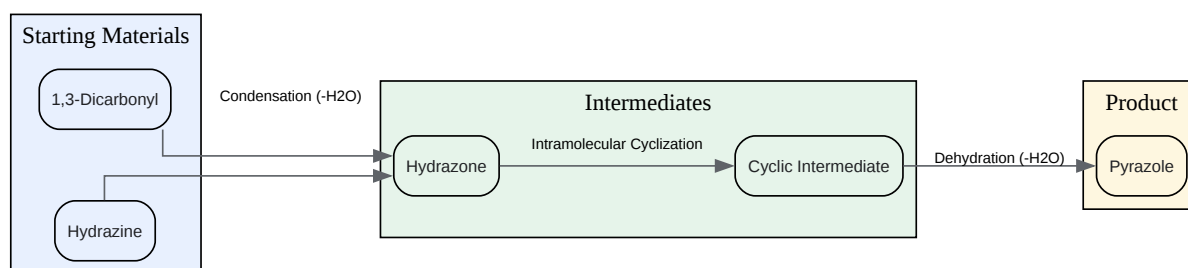 Starting Materials
1,3-Dicarbonyl
Hydrazine
Condensation (-H2O)
Intermediates
Hydrazone
Intramolecular Cyclization
Cyclic Intermediate
Dehydration (-H2O)
Product
Pyrazole